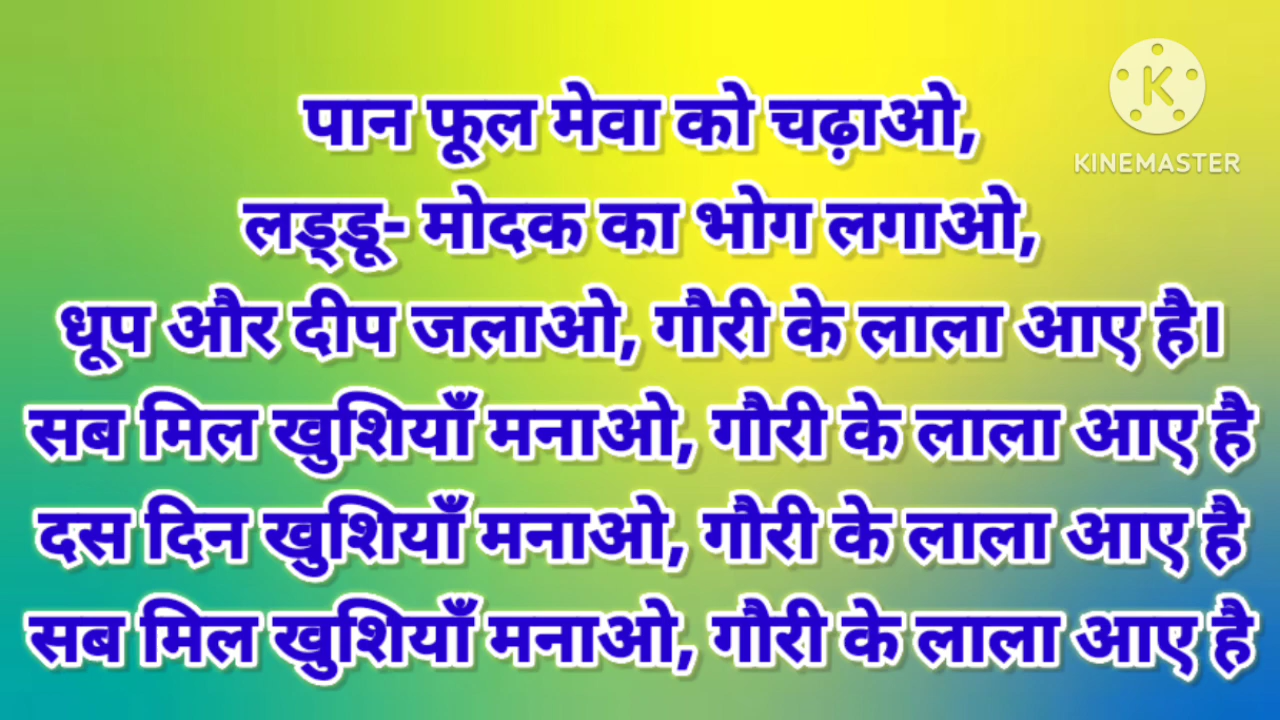 पान फूल मेवा को चढ़ाओ,
लड्डू- मोदक का भोग लगाओ,
धूप और दीप जलाओ, गौरी के लाला आए है।
सब मिल खुशियाँ मनाओ, गौरी के लाला आए है
दस दिन खुशियाँ मनाओ, गौरी के लाला आए है
सब मिल खुशियाँ मनाओ, गौरी के लाला आए है
K
KINEMASTER